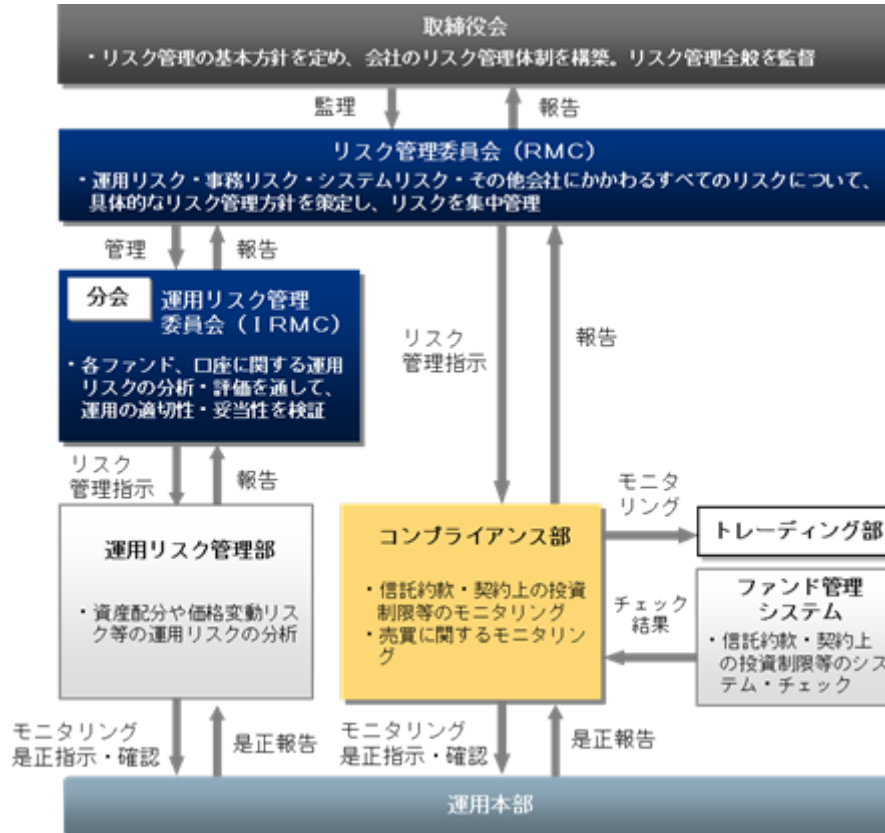 取締役会
・リスク管理の基本方針を定め、会社のリスク管理体制を構築。リスク管理全般を監督
監理
報告
リスク管理委員会（RMC）
・運用リスク・事務リスク・システムリスク・その他会社にかかわるすべてのリスクについて、
具体的なリスク管理方針を策定し、リスクを集中管理
管理
報告
分会
運用リスク管理
委員会（IRMC）
・各ファンド、口座に関する運用
リスクの分析・評価を通して、
運用の適切性・妥当性を検証
リスク
管理指示
報告
リスク
管理指示
報告
運用リスク管理部
・資産配分や価格変動リス
ク等の運用リスクの分析
コンプライアンス部
・信託約款・契約上の投資
制限等のモニタリング
・売買に関するモニタリン
グ
モニタ
リング
トレーディング部
チェック
結果
ファンド管理
システム
・信託約款・契約上
の投資制限等のシス
テム・チェック
モニタリング
是正指示・確認
是正報告
モニタリング
是正指示・確認
是正報告
運用本部